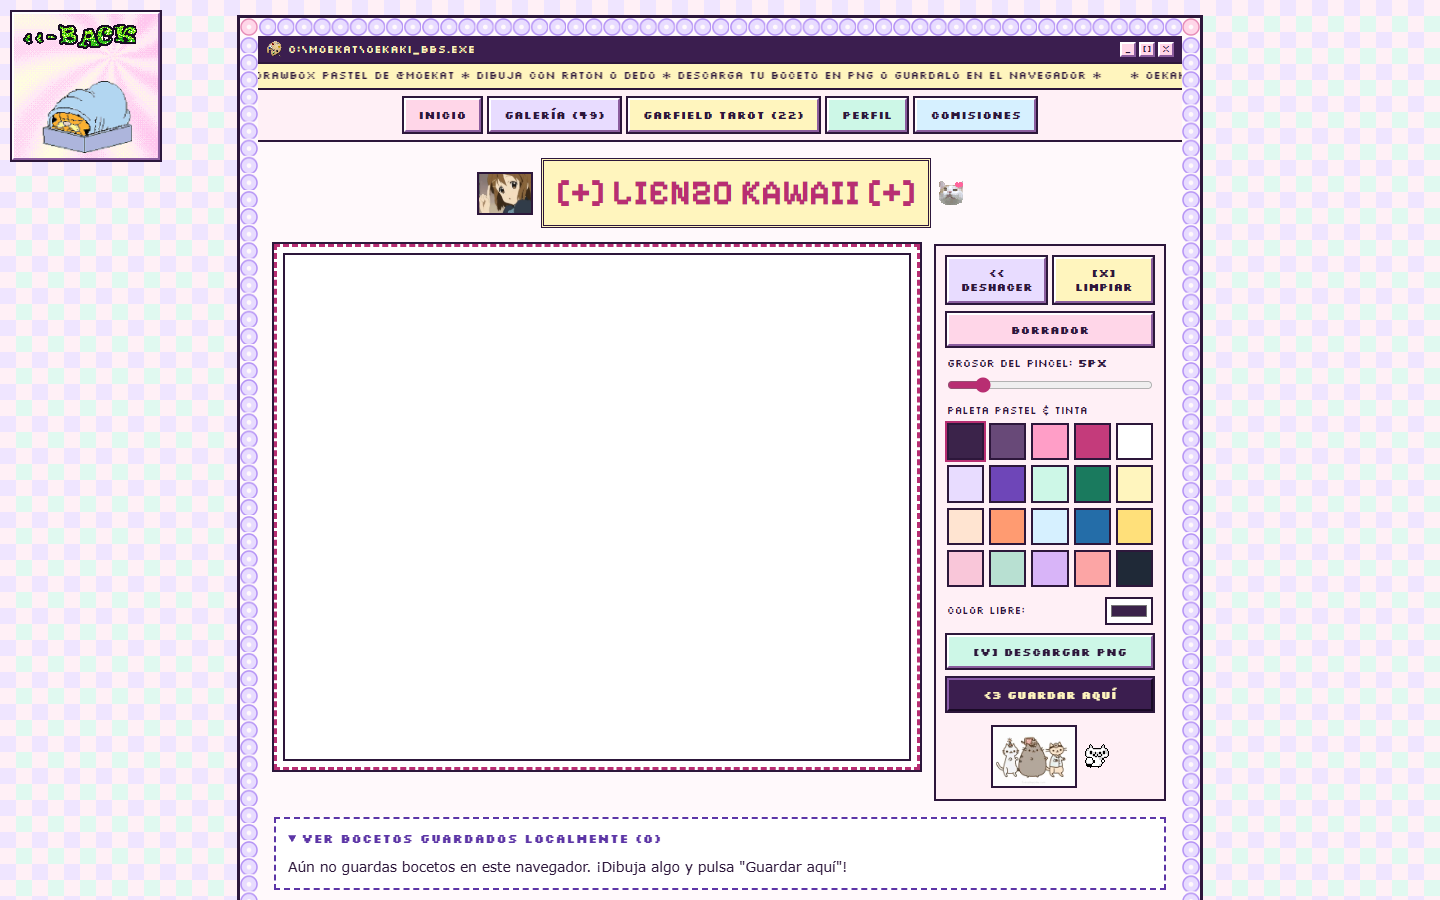 <<-BACK
O:\MOEKAT\OEKAKI_BBS.EXE
DRAWBOX PASTEL DE @MOEKAT * DIBUJA CON RATON O DEDO * DESCARGA TU BOCETO EN PNG O GUARDALO EN EL NAVEGADOR *
INICIO
GALERÍA (49)
GARFIELD TAROT (22)
PERFIL
COMISIONES
(+) LIENZO KAWAII (+)
<< DESHACER
[X] LIMPIAR
BORRADOR
GROSOR DEL PINCEL: 5PX
PALETA PASTEL & TINTA
COLOR LIBRE:
[V] DESCARGAR PNG
<3 GUARDAR AQUÍ
▼ VER BOCETOS GUARDADOS LOCALMENTE (0)
Aún no guardas bocetos en este navegador. ¡Dibuja algo y pulsa "Guardar aquí"!